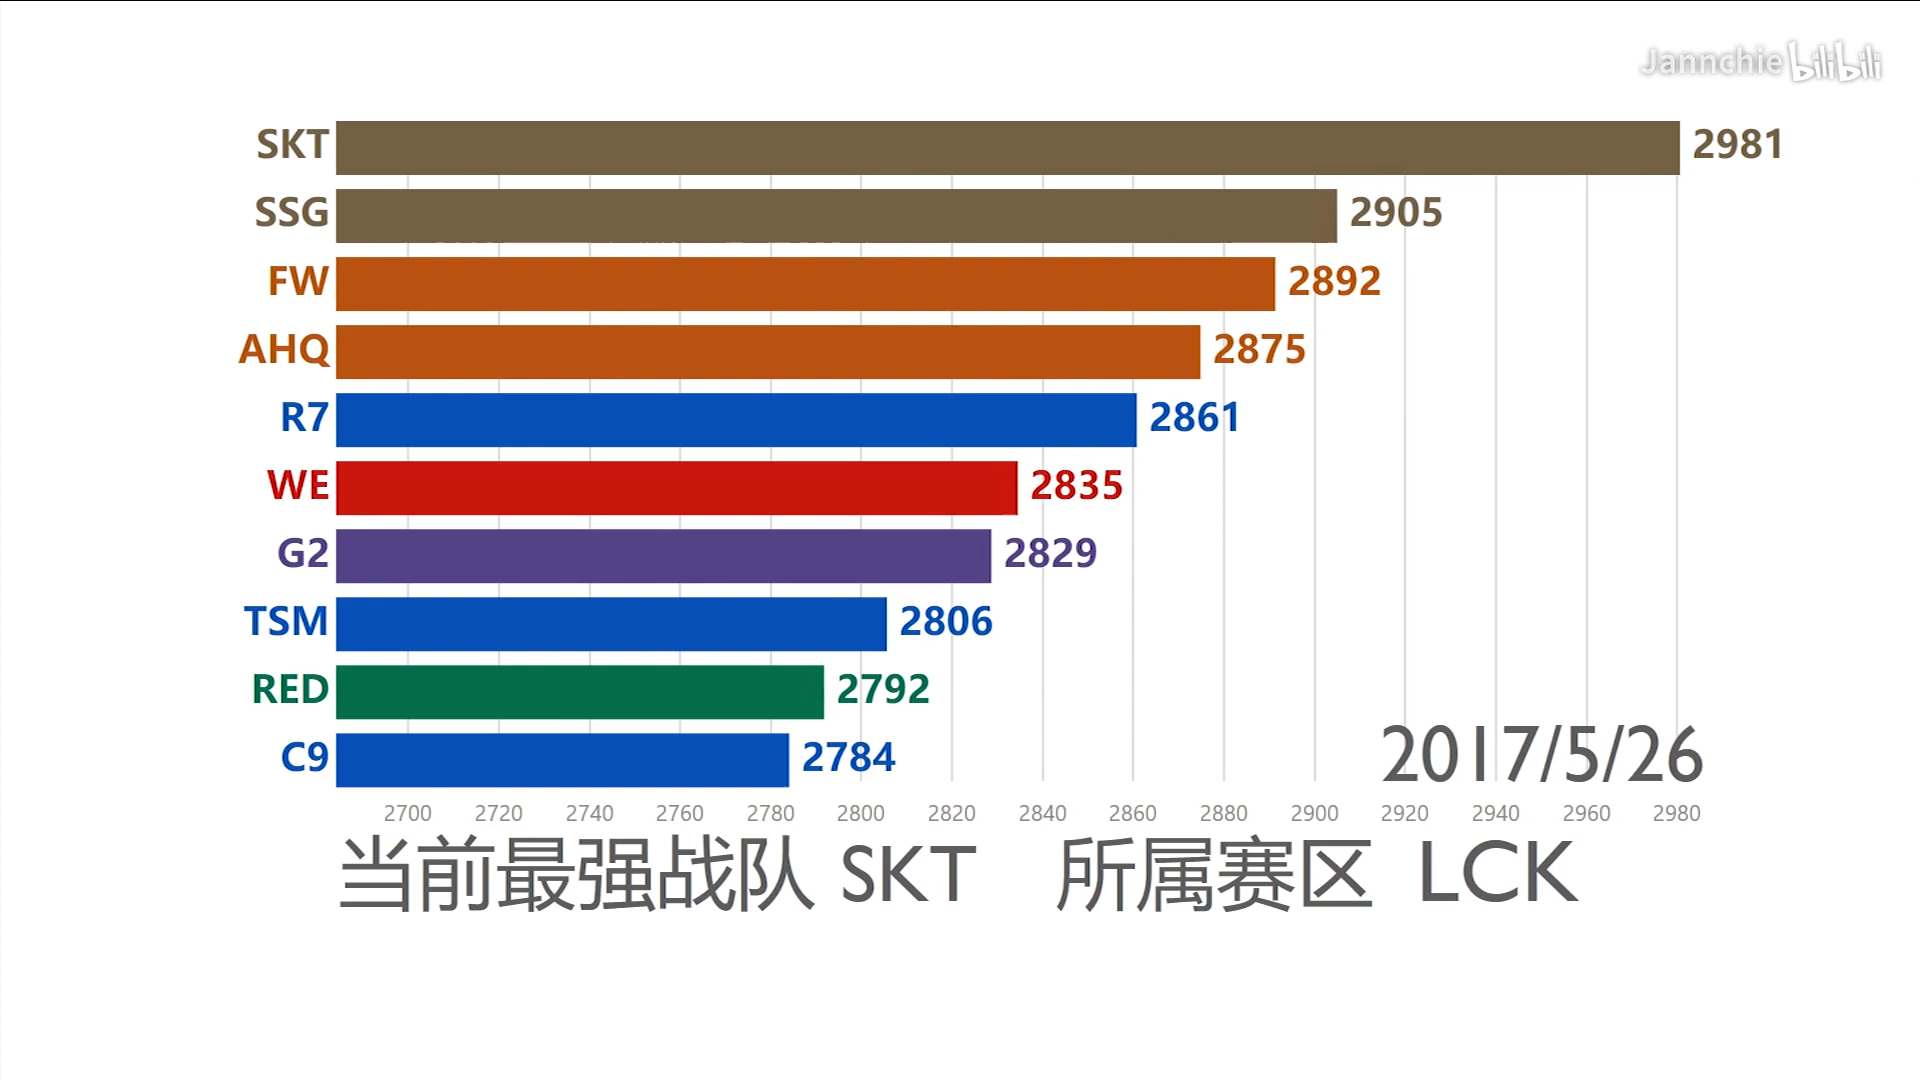 Jannchie bilibili
SKT 2981
SSG 2905
FW 2892
AHQ 2875
R7 2861
WE 2835
G2 2829
TSM 2806
RED 2792
C9 2784
2017/5/26
2700 2720 2740 2760 2780 2800 2820 2840 2860 2880 2900 2920 2940 2960 2980
当前最强战队 SKT 所属赛区 LCK